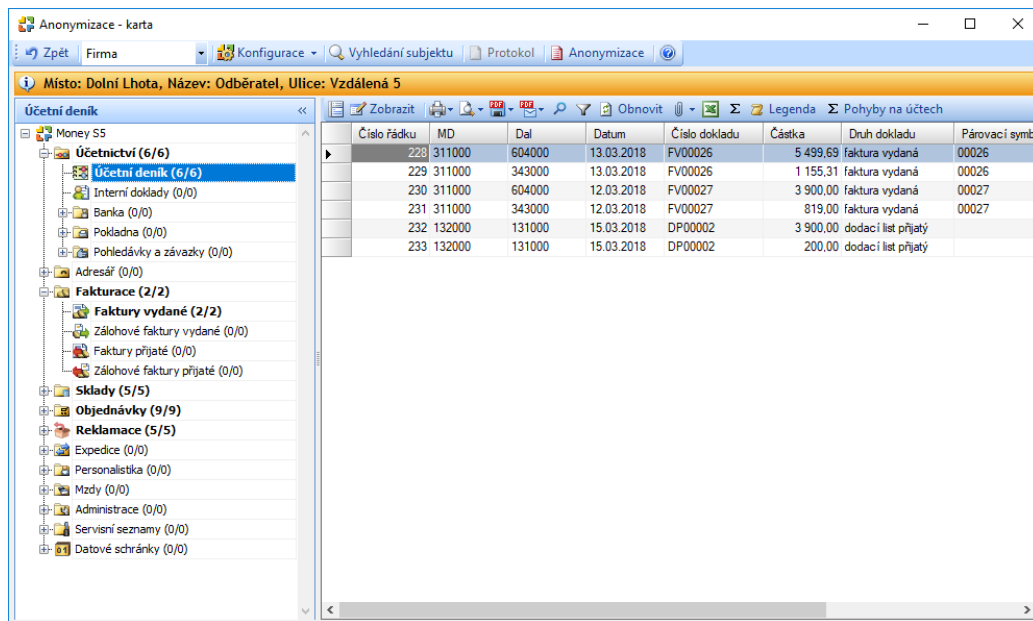 Anonymizace - karta
Zpět Firma Konfigurace Vyhledání subjektu Protokol Anonymizace
Místo: Dolní Lhota, Název: Odběratel, Ulice: Vzdálená 5
Účetní deník «
Zobrazit Obnovit Σ Legenda Σ Pohyby na účtech
Money S5
Účetnictví (6/6)
Účetní deník (6/6)
Interní doklady (0/0)
Banka (0/0)
Pokladna (0/0)
Pohledávky a závazky (0/0)
Adresář (0/0)
Fakturace (2/2)
Faktury vydané (2/2)
Zálohové faktury vydané (0/0)
Faktury přijaté (0/0)
Zálohové faktury přijaté (0/0)
Sklady (5/5)
Objednávky (9/9)
Reklamace (5/5)
Expedice (0/0)
Personalistika (0/0)
Mzdy (0/0)
Administrace (0/0)
Servisní seznamy (0/0)
Datové schránky (0/0)
Číslo řádku MD Dal Datum Číslo dokladu Částka Druh dokladu Párovací symb
228 311000 604000 13.03.2018 FV00026 5 499,69 faktura vydaná 00026
229 311000 343000 13.03.2018 FV00026 1 155,31 faktura vydaná 00026
230 311000 604000 12.03.2018 FV00027 3 900,00 faktura vydaná 00027
231 311000 343000 12.03.2018 FV00027 819,00 faktura vydaná 00027
232 132000 131000 15.03.2018 DP00002 3 900,00 dodací list přijatý
233 132000 131000 15.03.2018 DP00002 200,00 dodací list přijatý